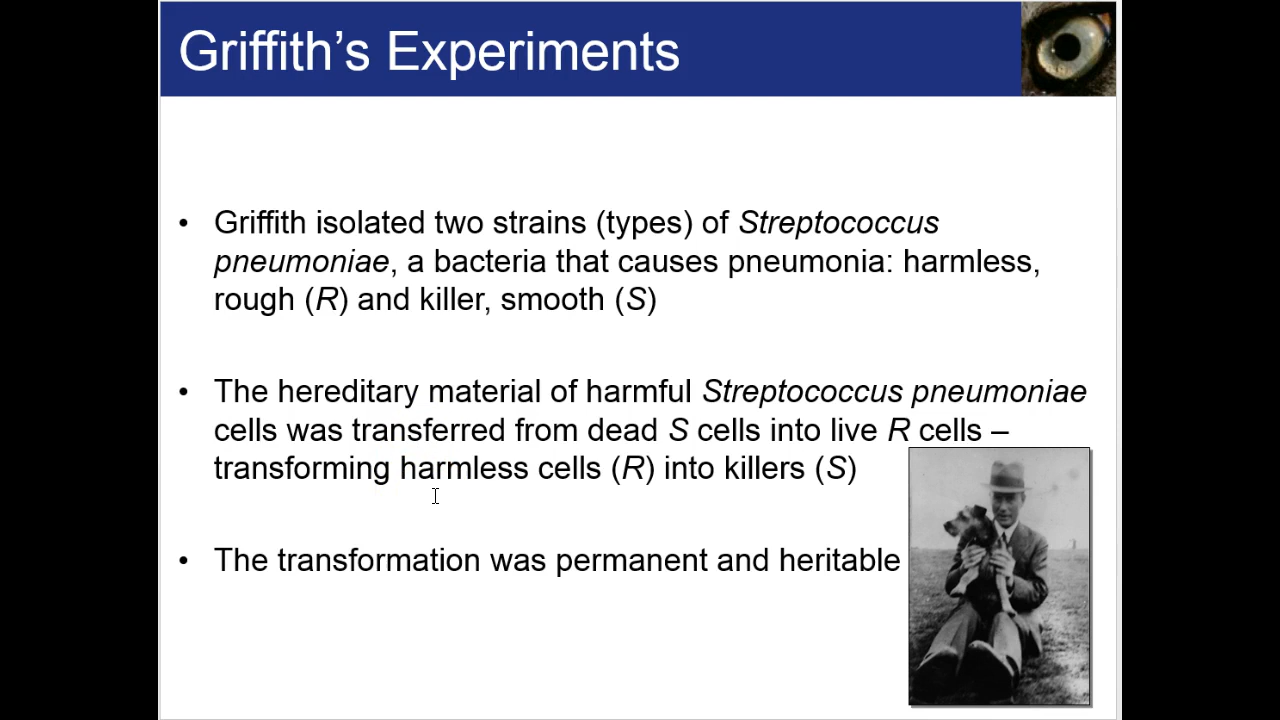 Griffith's Experiments
• Griffith isolated two strains (types) of Streptococcus
pneumoniae, a bacteria that causes pneumonia: harmless,
rough (R) and killer, smooth (S)
• The hereditary material of harmful Streptococcus pneumoniae
cells was transferred from dead S cells into live R cells –
transforming harmless cells (R) into killers (S)
• The transformation was permanent and heritable